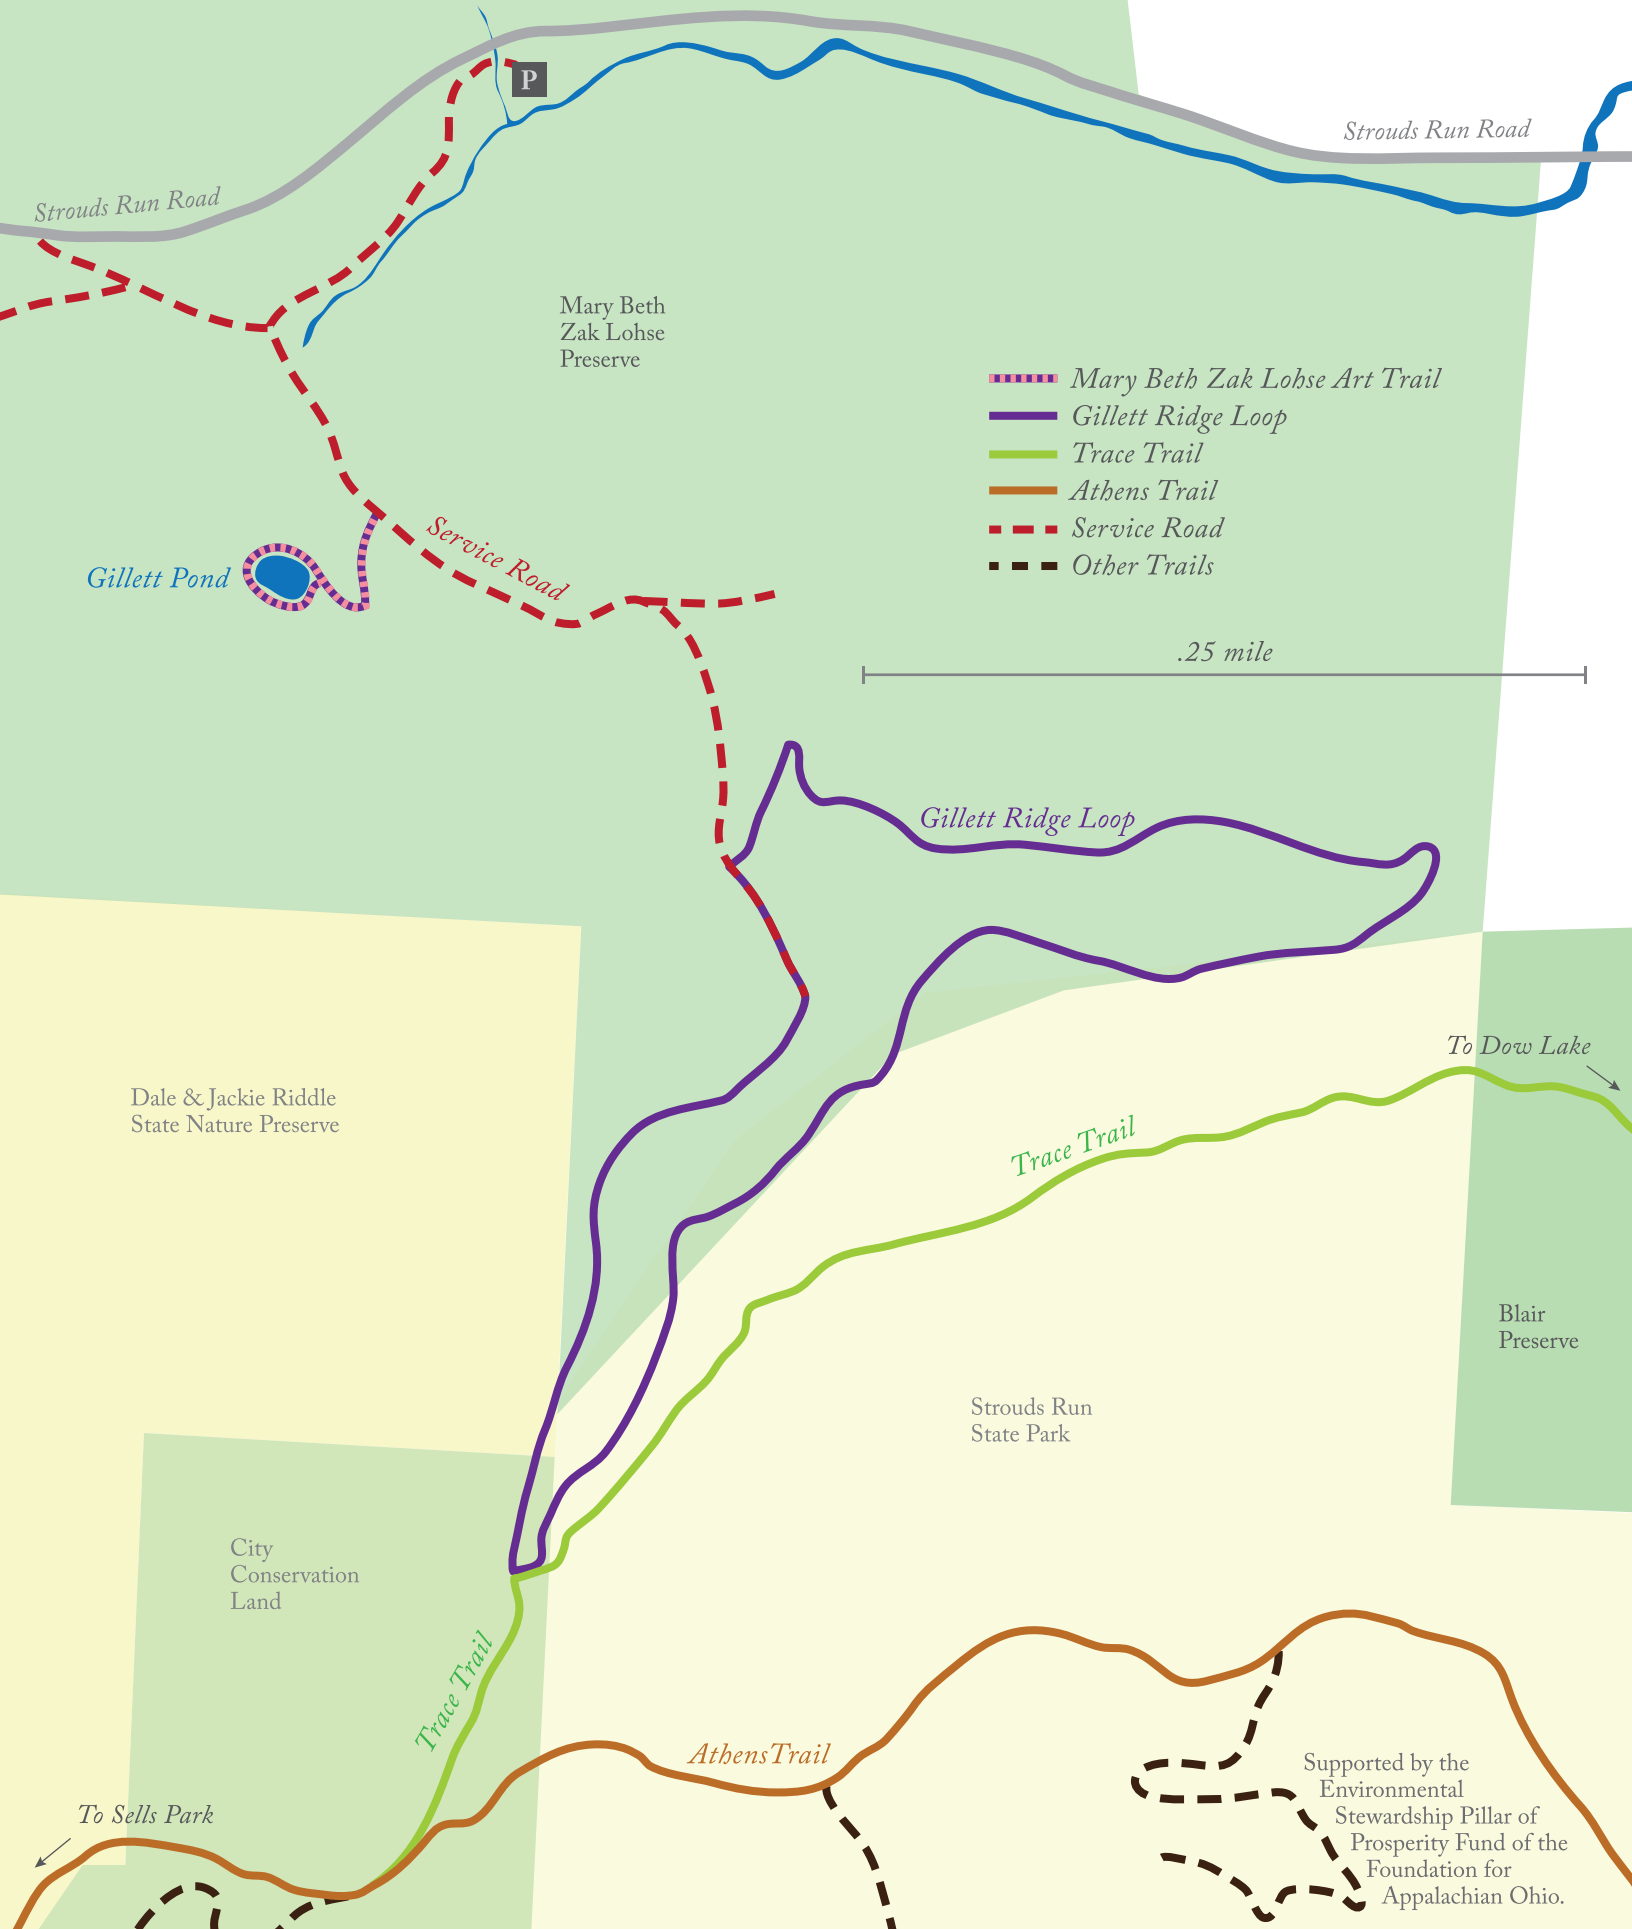 P
Strouds Run Road
Strouds Run Road
Mary Beth
Zak Lohse
Preserve
Mary Beth Zak Lohse Art Trail
Gillett Ridge Loop
Trace Trail
Athens Trail
Service Road
Other Trails
Service Road
Gillett Pond
.25 mile
Gillett Ridge Loop
To Dow Lake
Dale & Jackie Riddle
State Nature Preserve
Trace Trail
Blair
Preserve
Strouds Run
State Park
City
Conservation
Land
Trace Trail
AthensTrail
To Sells Park
Supported by the
Environmental
Stewardship Pillar of
Prosperity Fund of the
Foundation for
Appalachian Ohio.